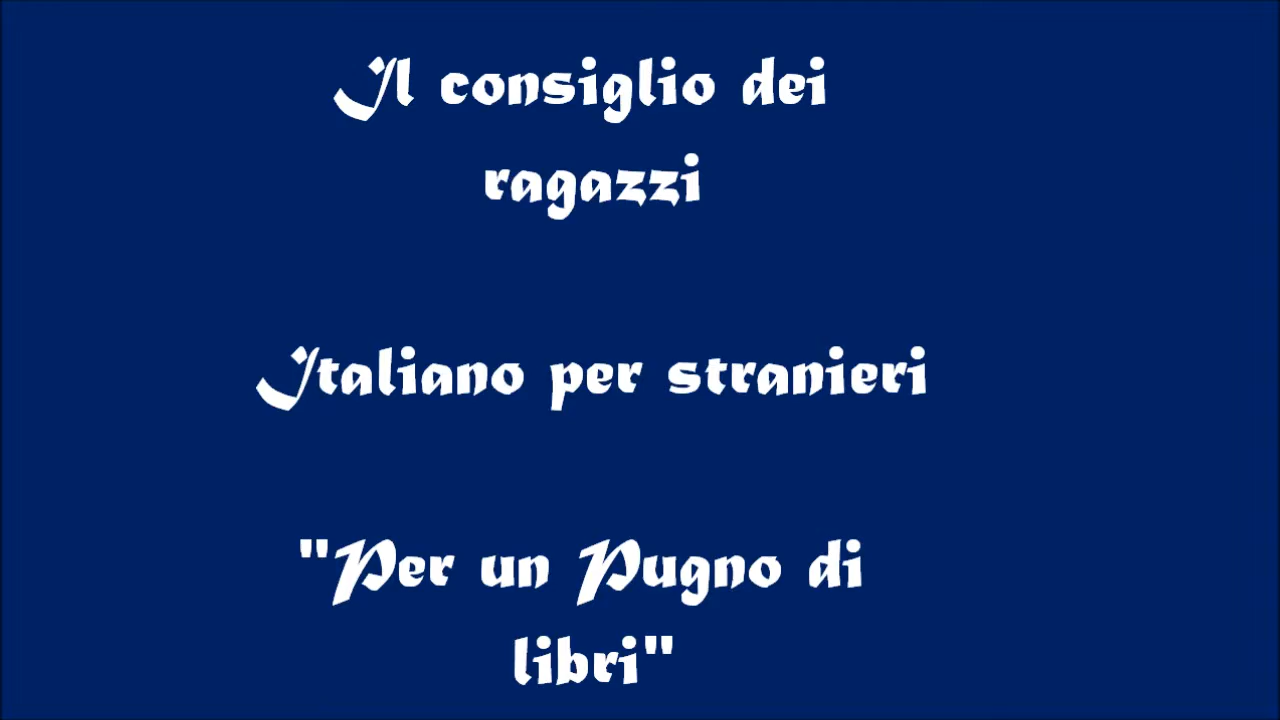 Il consiglio dei
ragazzi
Italiano per stranieri
"Per un Pugno di
libri"